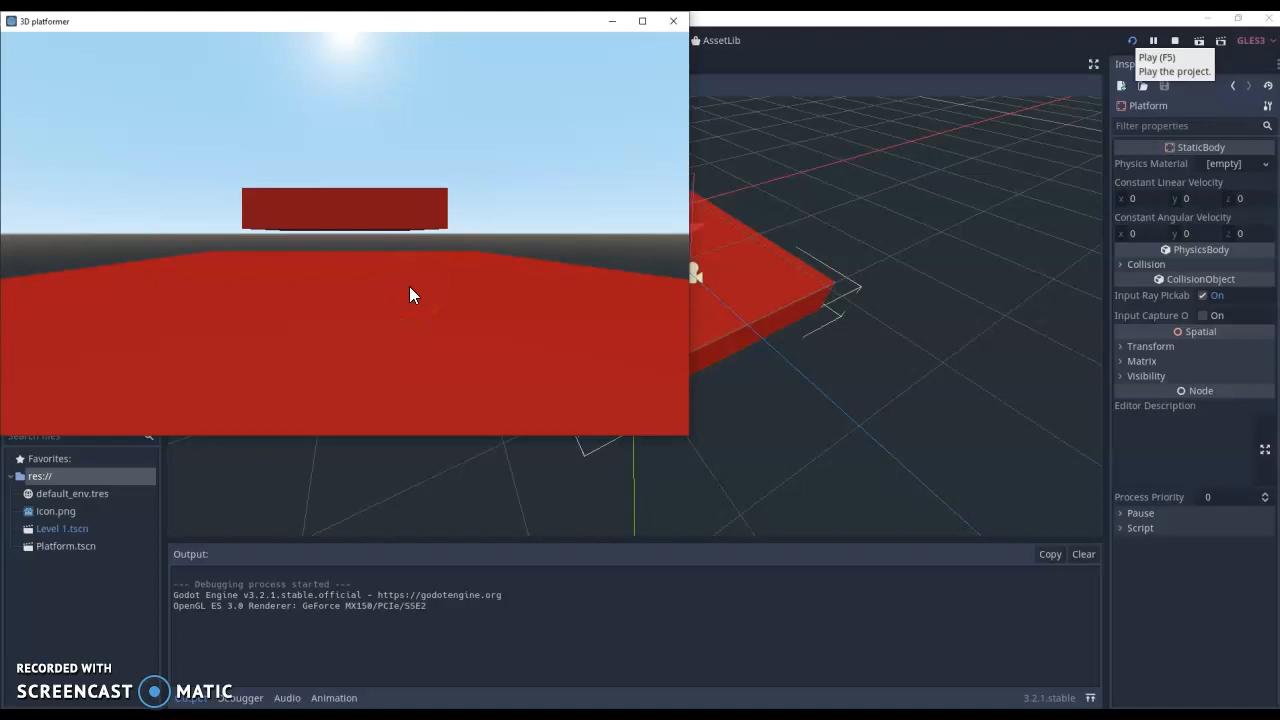 3D platformer
AssetLib
GLES3
Play (F5)
Play the project.
Insp
Platform
Filter properties
StaticBody
Physics Material [empty]
Constant Linear Velocity
x 0 y 0 z 0
Constant Angular Velocity
x 0 y 0 z 0
PhysicsBody
Collision
CollisionObject
Input Ray Pickab On
Input Capture O On
Spatial
Transform
Matrix
Visibility
Node
Editor Description
Process Priority 0
Pause
Script
Search files
Favorites:
res://
default_env.tres
icon.png
Level 1.tscn
Platform.tscn
Output:
Copy Clear
--- Debugging process started ---
Godot Engine v3.2.1.stable.official - https://godotengine.org
OpenGL ES 3.0 Renderer: GeForce MX150/PCIe/SSE2
Output Debugger Audio Animation
3.2.1.stable
RECORDED WITH
SCREENCAST MATIC